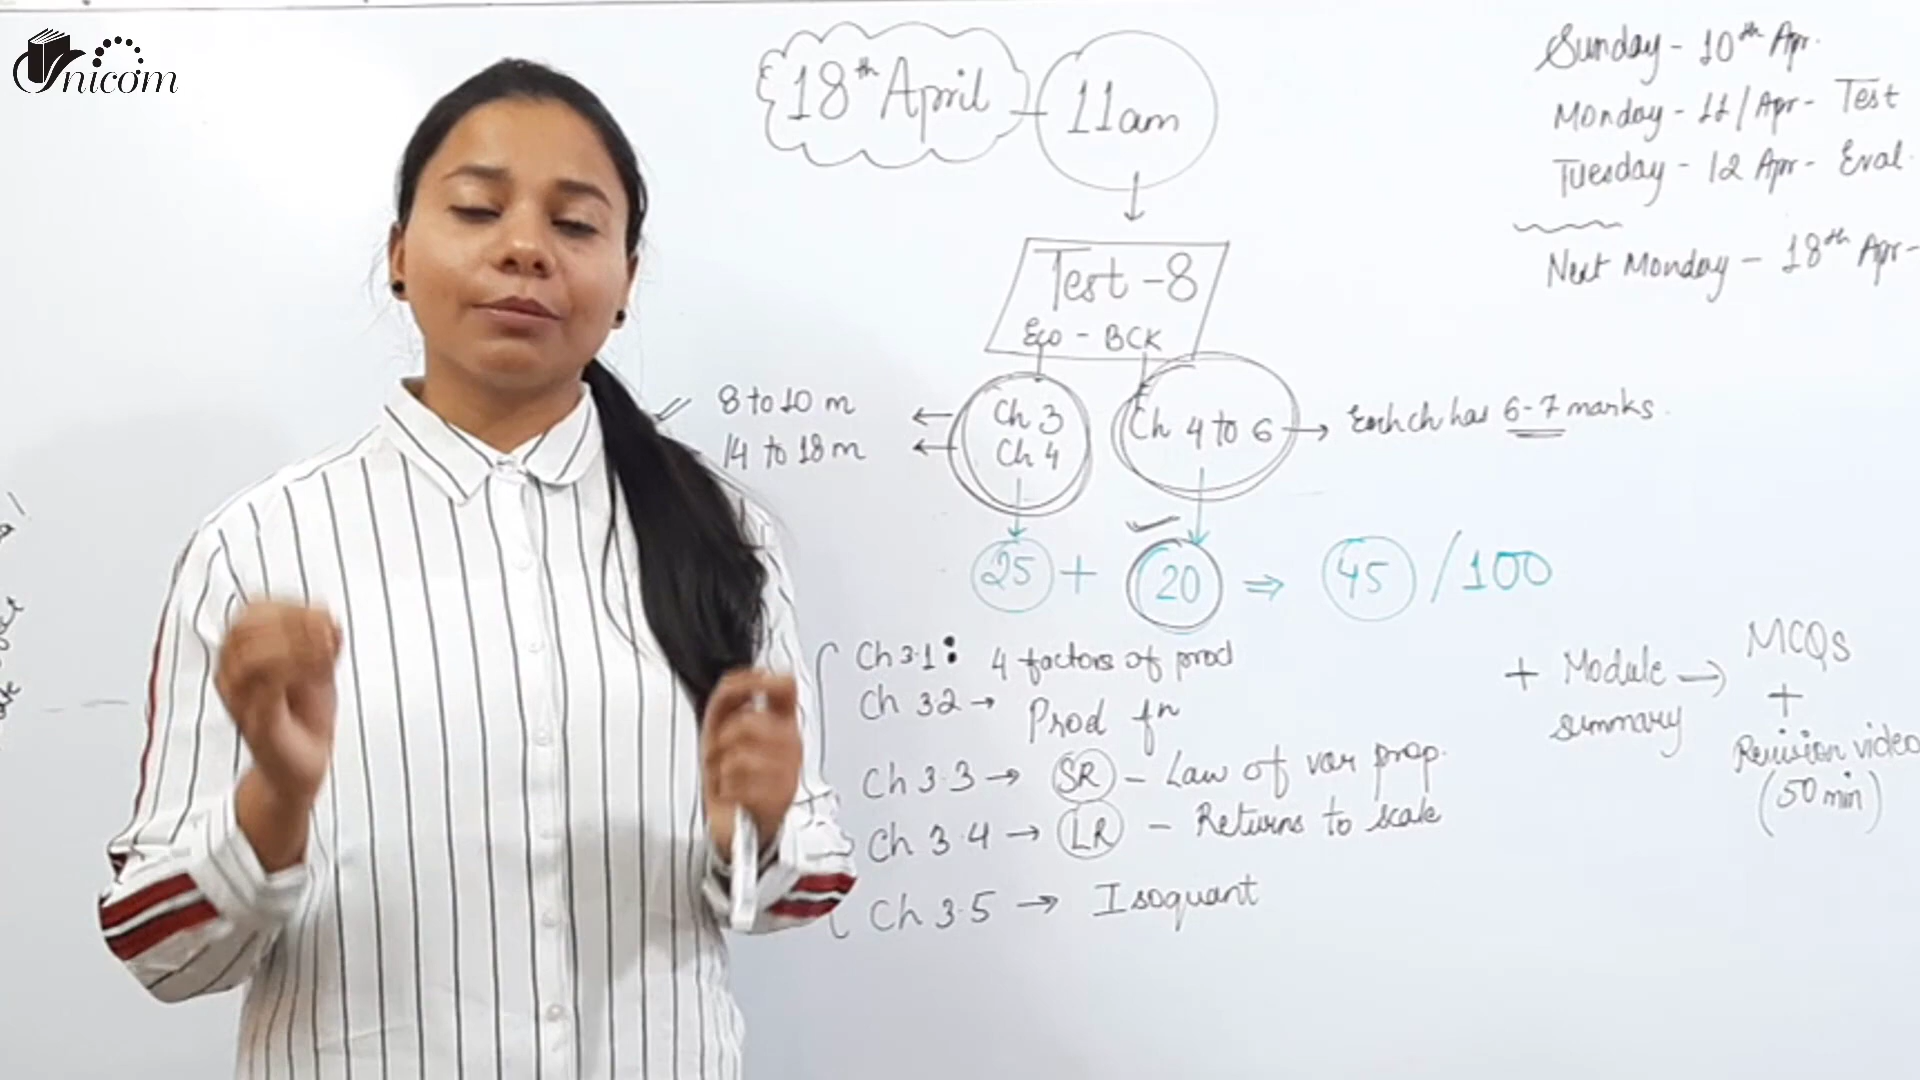 Unicom
18th April - 11am
Sunday - 10th Apr.
Monday - 11/Apr - Test
Tuesday - 12 Apr - Eval.
Next Monday - 18th Apr -
Test - 8
Eco - BCK
8 to 10 m ← Ch 3
14 to 18 m ← Ch 4
Ch 4 to 6 → Each ch has 6-7 marks.
25 + 20 ⇒ 45 / 100
Ch 3.1 : 4 factors of prod
Ch 3.2 → Prod fn
Ch 3.3 → SR - Law of var prop.
Ch 3.4 → LR - Returns to scale
Ch 3.5 → Isoquant
+ Module summary → MCQs
+
Revision video
(50 min)